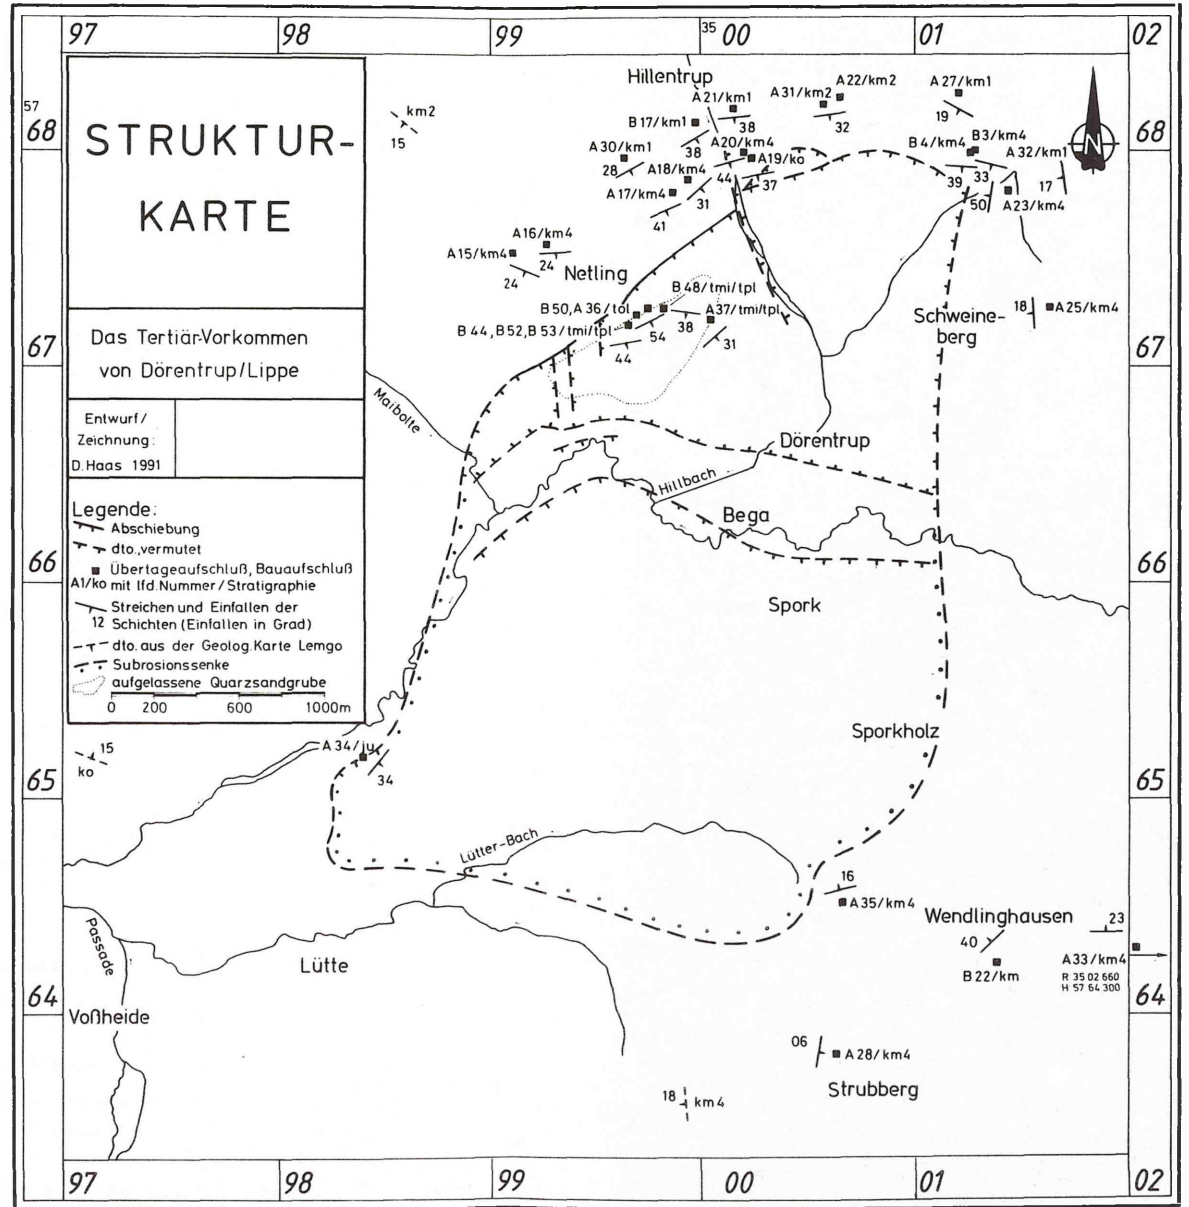 97 98 99 3500 01 02
5768
67
66
65
64
68
67
66
65
64
97 98 99 00 01 02
STRUKTUR-
KARTE
Das Tertiär-Vorkommen
von Dörentrup/Lippe
Entwurf/
Zeichnung:
D. Haas 1991
Legende:
Abschiebung
dto., vermutet
Übertageaufschluß, Bauaufschluß
A1/ko mit lfd. Nummer / Stratigraphie
Streichen und Einfallen der
12 Schichten (Einfallen in Grad)
dto. aus der Geolog. Karte Lemgo
Subrosionssenke
aufgelassene Quarzsandgrube
0 200 600 1000m
N
km2
15
Hillentrup
A21/km1
38
B17/km1
38
A30/km1
28
A20/km4
44
A19/ko
37
A18/km4
31
A17/km4
41
A31/km2
A22/km2
32
A27/km1
19
B3/km4
33
B4/km4
39
A32/km1
17
A23/km4
50
A16/km4
24
A15/km4
24
Netling
B48/tmi/tpl
B50, A36/tol
54
38
A37/tmi/tpl
31
B44, B52, B53/tmi/tpl
44
Schweine-
berg
18
A25/km4
Maibolte
Dörentrup
Hillbach
Bega
Spork
Sporkholz
A34/ju
34
15
ko
Lütter-Bach
16
A35/km4
Wendlinghausen
40
B22/km
23
A33/km4
R 35 02 660
H 57 64 300
Passade
Lütte
Voßheide
06
A28/km4
Strubberg
18
km4